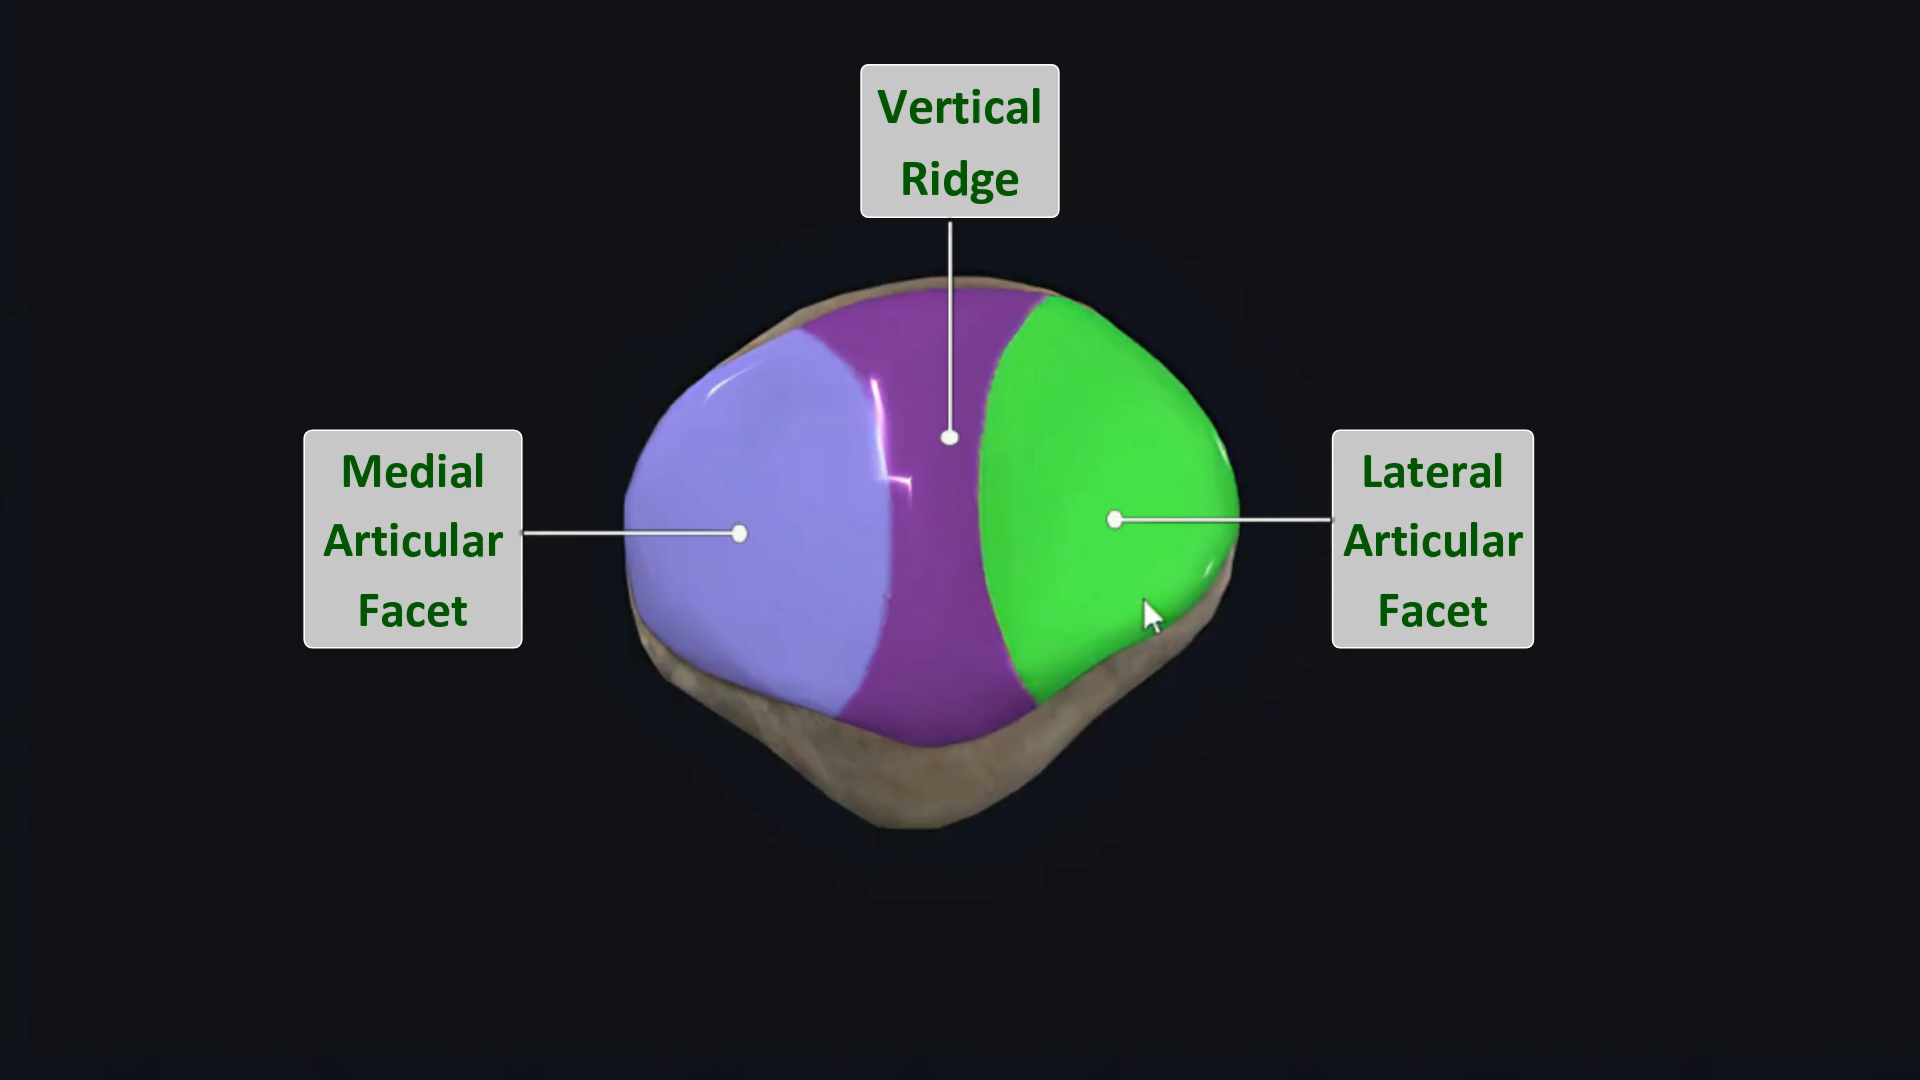 Vertical
Ridge
Medial
Articular
Facet
Lateral
Articular
Facet